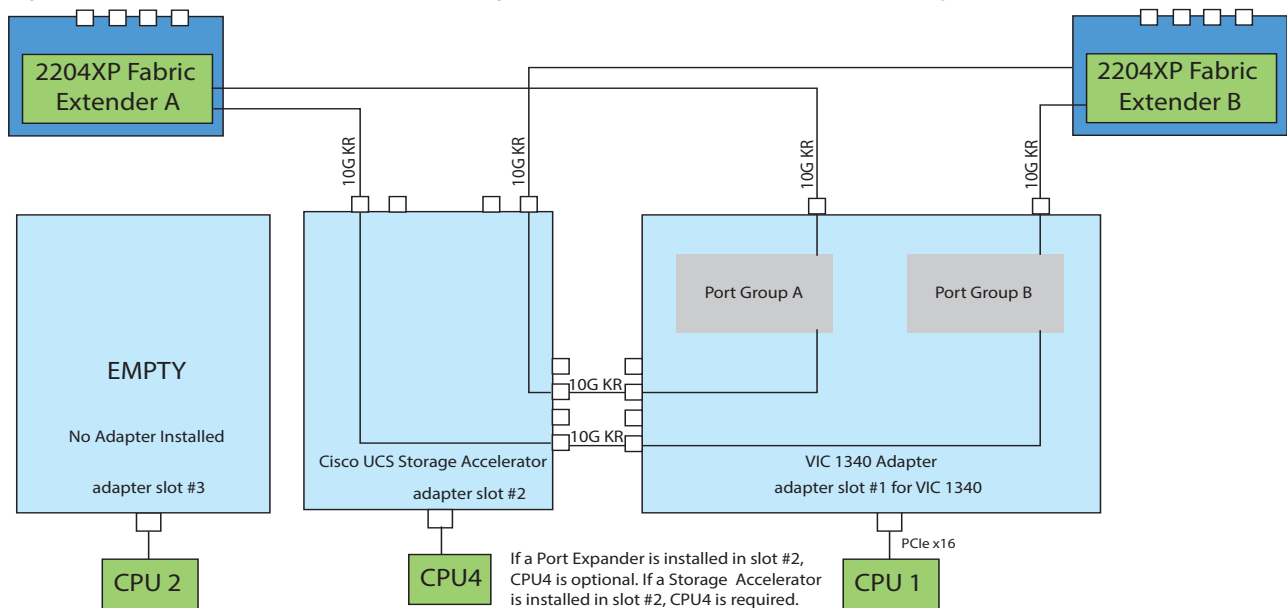 2204XP Fabric
Extender A
2204XP Fabric
Extender B
10G KR
10G KR
10G KR
10G KR
Port Group A
Port Group B
EMPTY
No Adapter Installed
adapter slot #3
10G KR
10G KR
Cisco UCS Storage Accelerator
adapter slot #2
VIC 1340 Adapter
adapter slot #1 for VIC 1340
PCIe x16
CPU 2
CPU4
If a Port Expander is installed in slot #2,
CPU4 is optional. If a Storage Accelerator
is installed in slot #2, CPU4 is required.
CPU 1